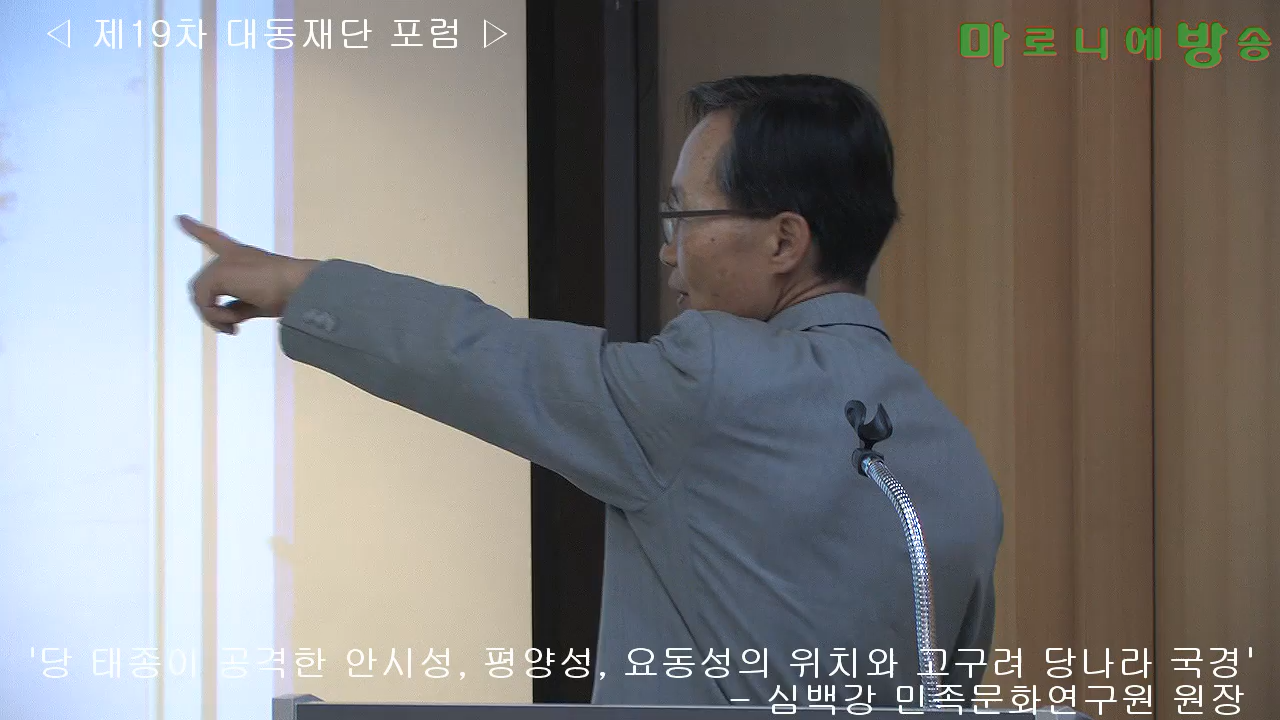 ◁ 제19차 대동재단 포럼 ▷
마로니에방송
'당 태종이 공격한 안시성, 평양성, 요동성의 위치와 고구려 당나라 국경'
- 심백강 민족문화연구원 원장